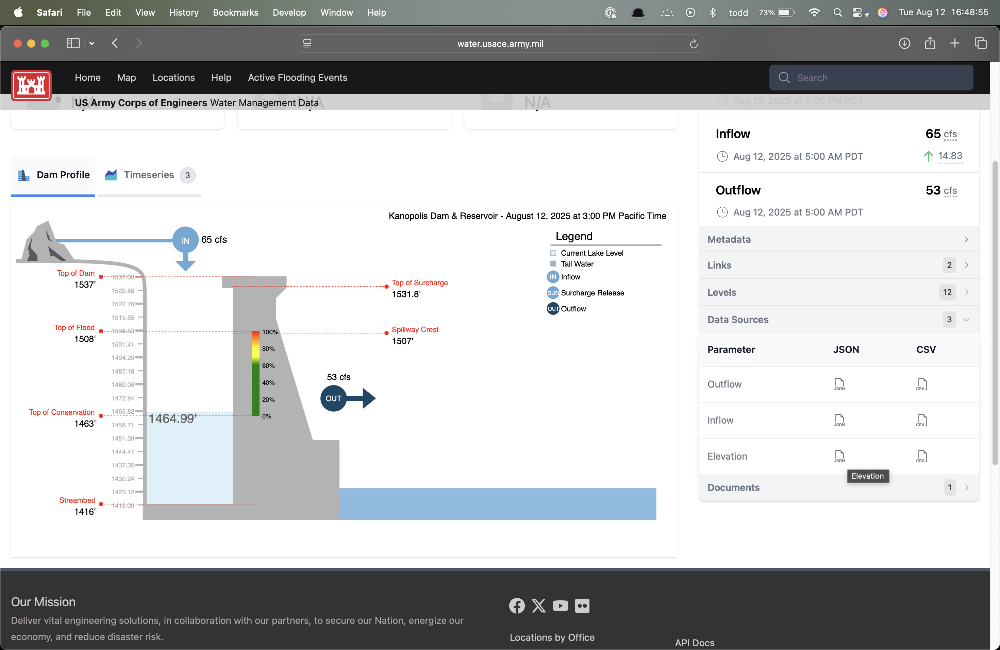 Safari File Edit View History Bookmarks Develop Window Help todd 73% Tue Aug 12 16:48:55
water.usace.army.mil
Home Map Locations Help Active Flooding Events Search
®
US Army Corps of Engineers Water Management Data
N/A N/A N/A
Aug 12, 2025 at 3:00 PM PDT
Inflow 65 cfs
Aug 12, 2025 at 5:00 AM PDT 14.83
Outflow 53 cfs
Aug 12, 2025 at 5:00 AM PDT
Metadata
Links 2
Levels 12
Data Sources 3
Parameter JSON CSV
Outflow JSON CSV
Inflow JSON CSV
Elevation JSON CSV
Elevation
Documents 1
Dam Profile Timeseries 3
Kanopolis Dam & Reservoir - August 12, 2025 at 3:00 PM Pacific Time
IN 65 cfs
Legend
Current Lake Level
Tail Water
IN Inflow
SUR Surcharge Release
OUT Outflow
Top of Dam
1537'
Top of Flood
1508'
Top of Conservation
1463'
Streambed
1416'
1537.00
1529.88
1522.76
1515.65
1508.53
1501.41
1494.29
1487.18
1480.06
1472.94
1465.82
1458.71
1451.59
1444.47
1437.35
1430.24
1423.12
1416.00
1464.99'
100%
80%
60%
40%
20%
0%
Top of Surcharge
1531.8'
Spillway Crest
1507'
53 cfs
OUT
Our Mission
Deliver vital engineering solutions, in collaboration with our partners, to secure our Nation, energize our
economy, and reduce disaster risk.
Locations by Office
API Docs